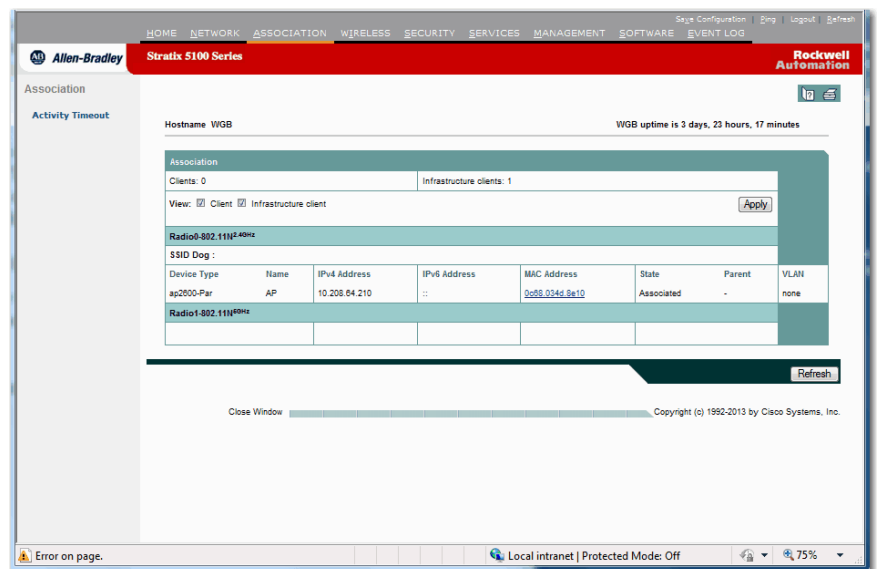 Save Configuration | Ping | Logout | Refresh
HOME NETWORK ASSOCIATION WIRELESS SECURITY SERVICES MANAGEMENT SOFTWARE EVENT LOG
AB Allen-Bradley
Stratix 5100 Series
Rockwell
Automation
Association
Activity Timeout
Hostname WGB
WGB uptime is 3 days, 23 hours, 17 minutes
Association
Clients: 0
Infrastructure clients: 1
View: Client Infrastructure client
Apply
Radio0-802.11N2.4GHz
SSID Dog :
Device Type Name IPv4 Address IPv6 Address MAC Address State Parent VLAN
ap2600-Par AP 10.208.64.210 :: 0c68.034d.8e10 Associated - none
Radio1-802.11N5GHz
Refresh
Close Window
Copyright (c) 1992-2013 by Cisco Systems, Inc.
Error on page.
Local intranet | Protected Mode: Off
75%